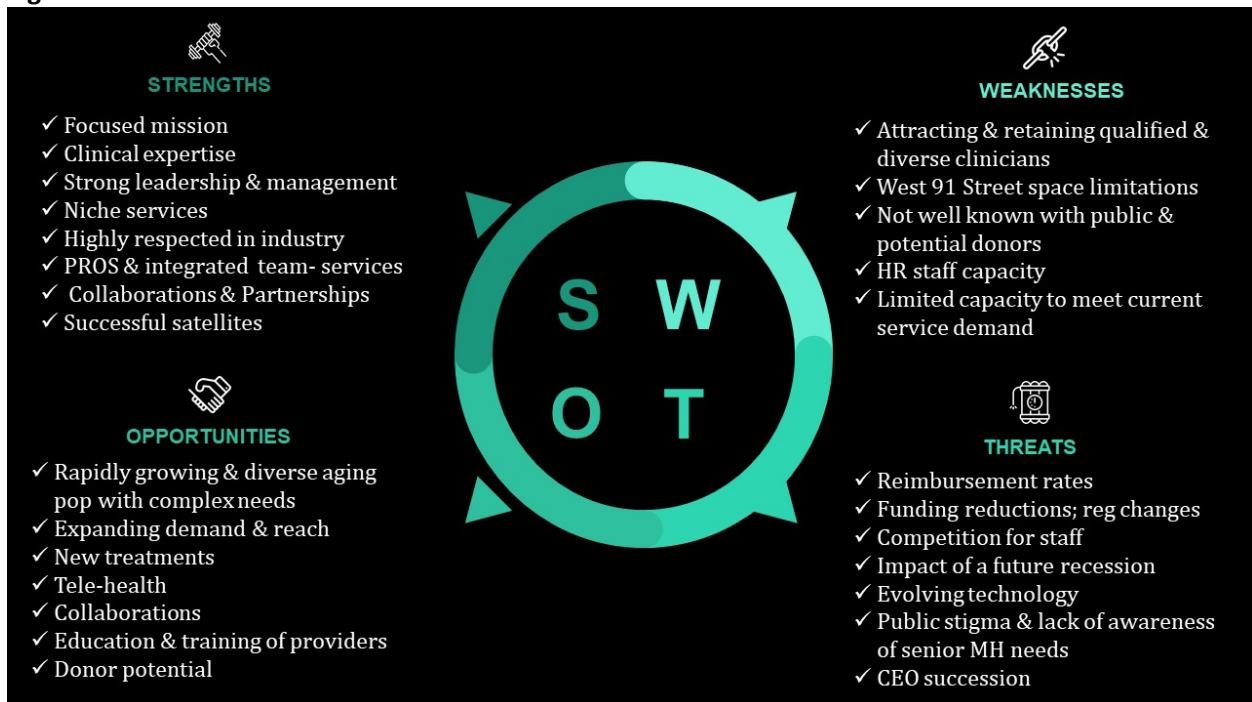 STRENGTHS
✓ Focused mission
✓ Clinical expertise
✓ Strong leadership & management
✓ Niche services
✓ Highly respected in industry
✓ PROS & integrated team- services
✓ Collaborations & Partnerships
✓ Successful satellites
WEAKNESSES
✓ Attracting & retaining qualified &
diverse clinicians
✓ West 91 Street space limitations
✓ Not well known with public &
potential donors
✓ HR staff capacity
✓ Limited capacity to meet current
service demand
S W
O T
OPPORTUNITIES
✓ Rapidly growing & diverse aging
pop with complex needs
✓ Expanding demand & reach
✓ New treatments
✓ Tele-health
✓ Collaborations
✓ Education & training of providers
✓ Donor potential
THREATS
✓ Reimbursement rates
✓ Funding reductions; reg changes
✓ Competition for staff
✓ Impact of a future recession
✓ Evolving technology
✓ Public stigma & lack of awareness
of senior MH needs
✓ CEO succession